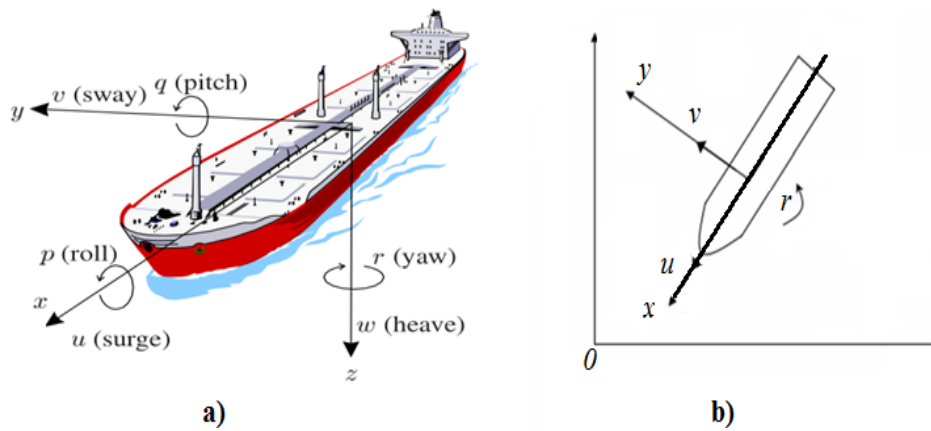 q (pitch)
v (sway)
y
p (roll)
r (yaw)
x
u (surge)
w (heave)
z
a)
y
v
r
u
x
0
b)